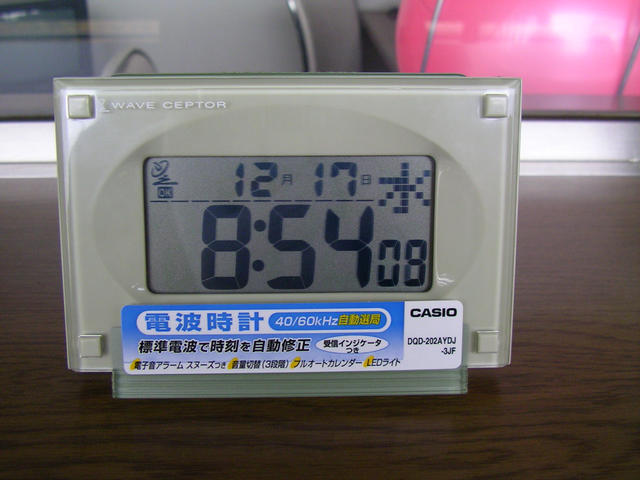 WAVE CEPTOR
OK 12月 17日 水
8:54 08
電波時計 40/60kHz自動選局 CASIO
標準電波で時刻を自動修正 受信インジケータつき DQD-202AYDJ-3JF
電子音アラーム スヌーズつき 音量切替(3段階) フルオートカレンダー LEDライト